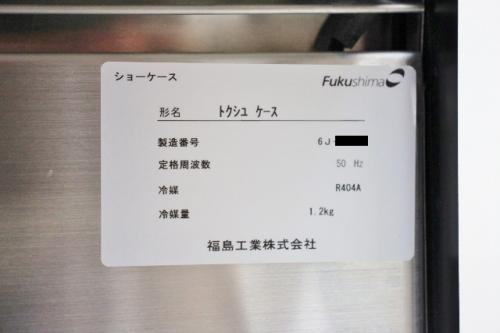 ショーケース
Fukushima
形名 トクシュ ケース
製造番号 6J-
定格周波数 50 Hz
冷媒 R404A
冷媒量 1.2kg
福島工業株式会社